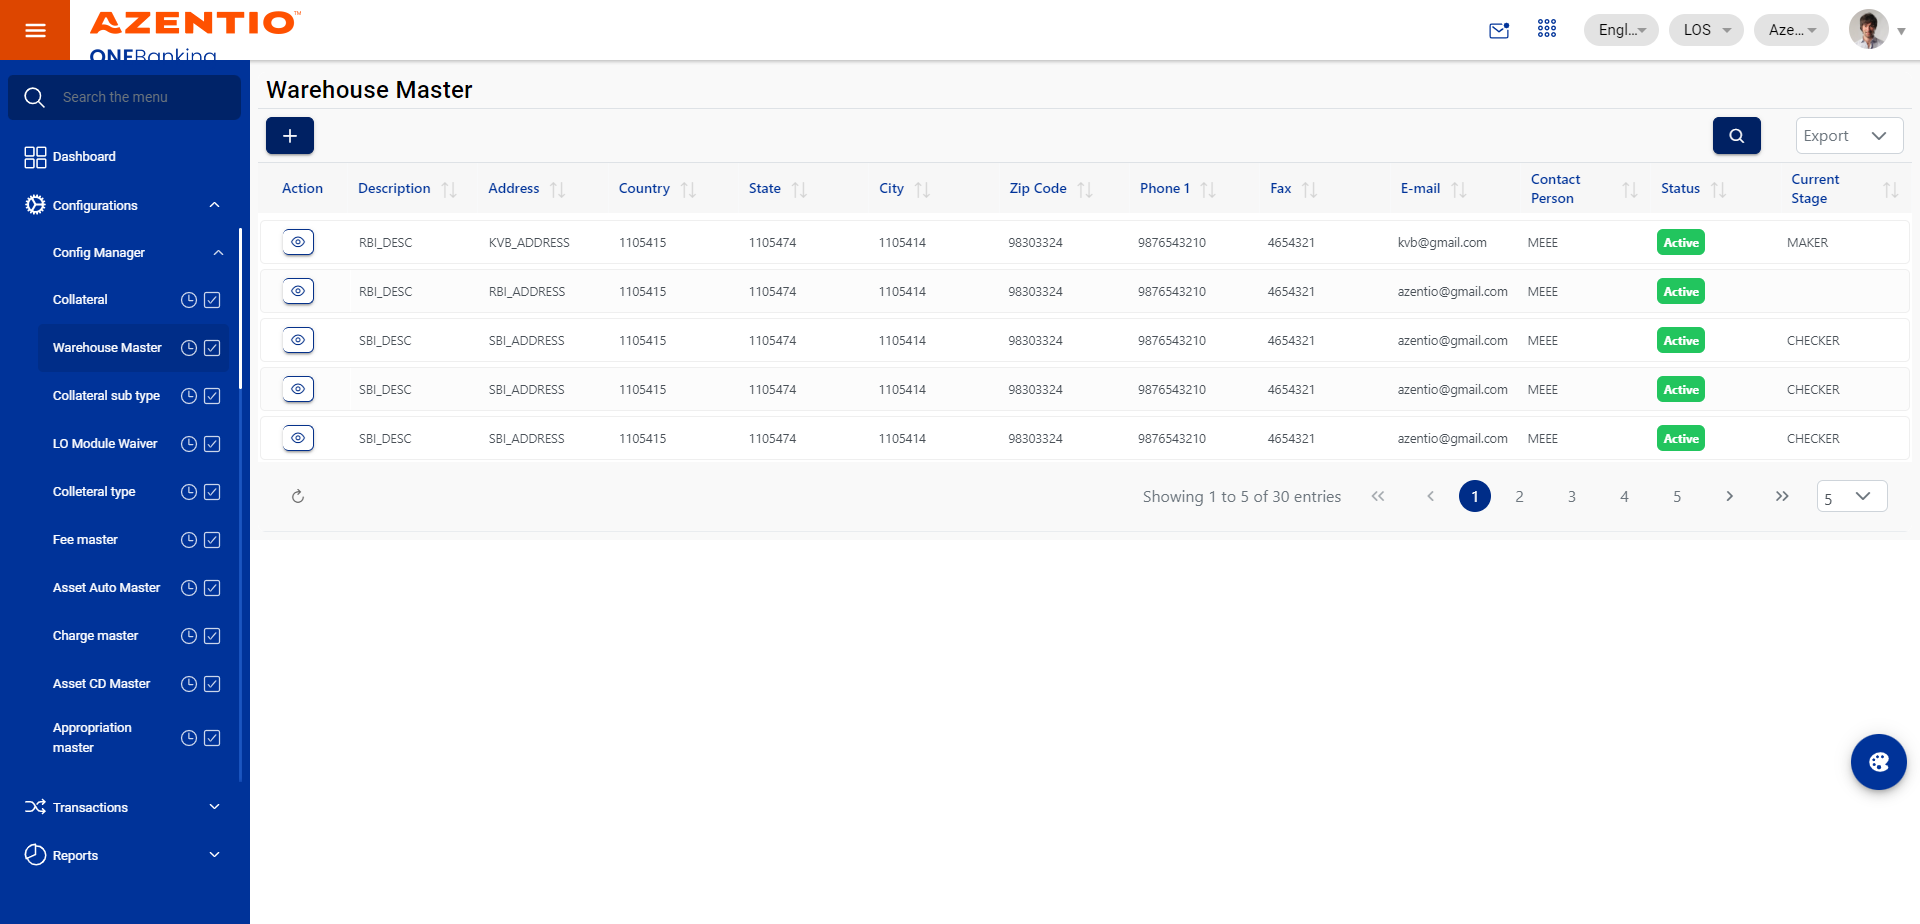 AZENTIO™
ONEBanking
Engl...
LOS
Aze...
Search the menu
Dashboard
Configurations
Config Manager
Collateral
Warehouse Master
Collateral sub type
LO Module Waiver
Colleteral type
Fee master
Asset Auto Master
Charge master
Asset CD Master
Appropriation
master
Transactions
Reports
Warehouse Master
Export
Action Description Address Country State City Zip Code Phone 1 Fax E-mail Contact Person Status Current Stage
RBI_DESC KVB_ADDRESS 1105415 1105474 1105414 98303324 9876543210 4654321 kvb@gmail.com MEEE Active MAKER
RBI_DESC RBI_ADDRESS 1105415 1105474 1105414 98303324 9876543210 4654321 azentio@gmail.com MEEE Active
SBI_DESC SBI_ADDRESS 1105415 1105474 1105414 98303324 9876543210 4654321 azentio@gmail.com MEEE Active CHECKER
SBI_DESC SBI_ADDRESS 1105415 1105474 1105414 98303324 9876543210 4654321 azentio@gmail.com MEEE Active CHECKER
SBI_DESC SBI_ADDRESS 1105415 1105474 1105414 98303324 9876543210 4654321 azentio@gmail.com MEEE Active CHECKER
Showing 1 to 5 of 30 entries 1 2 3 4 5 5